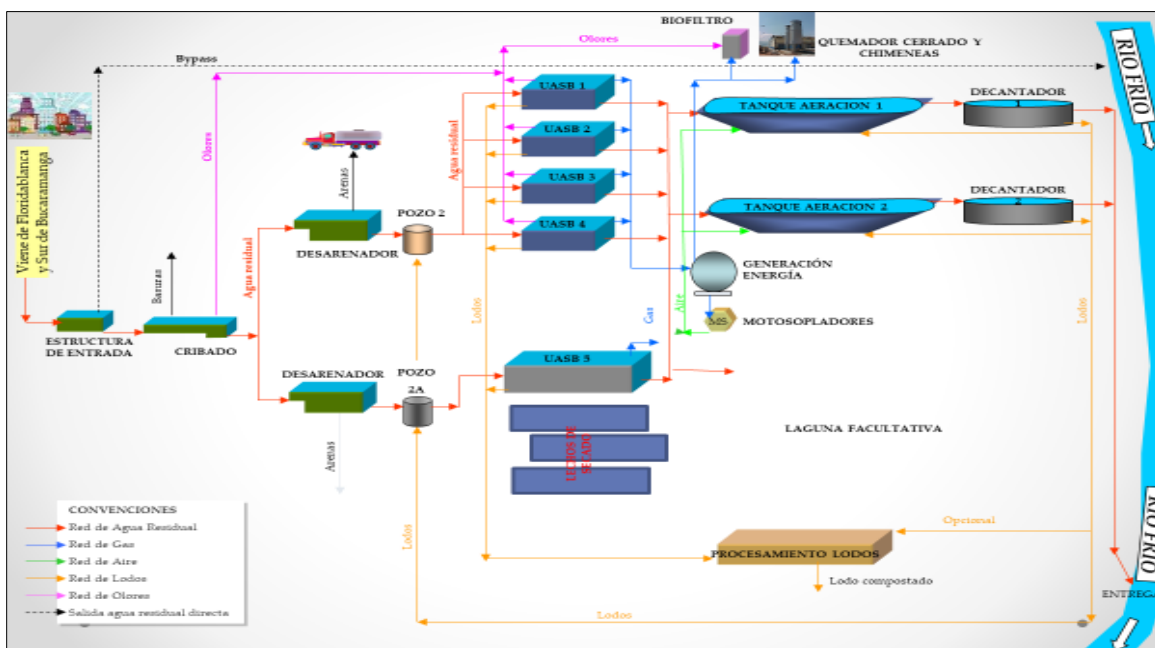 BIOFILTRO
Olores
QUEMADOR CERRADO Y
CHIMENEAS
Bypass
RIO FRIO
UASB 1
TANQUE AERACION 1
DECANTADOR
1
Olores
UASB 2
Agua residual
Arenas
UASB 3
Viene de Floridablanca
y Sur de Bucaramanga
POZO 2
TANQUE AERACION 2
DECANTADOR
2
UASB 4
DESARENADOR
Agua residual
GENERACIÓN
ENERGÍA
Basuras
Lodos
Aire
Gas
Lodos
MS
MOTOSOPLADORES
ESTRUCTURA
DE ENTRADA
CRIBADO
UASB 5
DESARENADOR
POZO
2A
LAGUNA FACULTATIVA
LECHOS DE
SECADO
Arenas
CONVENCIONES
Red de Agua Residual
Red de Gas
Red de Aire
Red de Lodos
Red de Olores
Salida agua residual directa
Opcional
RIO FRIO
Lodos
PROCESAMIENTO LODOS
Lodo compostado
ENTREGA
Lodos